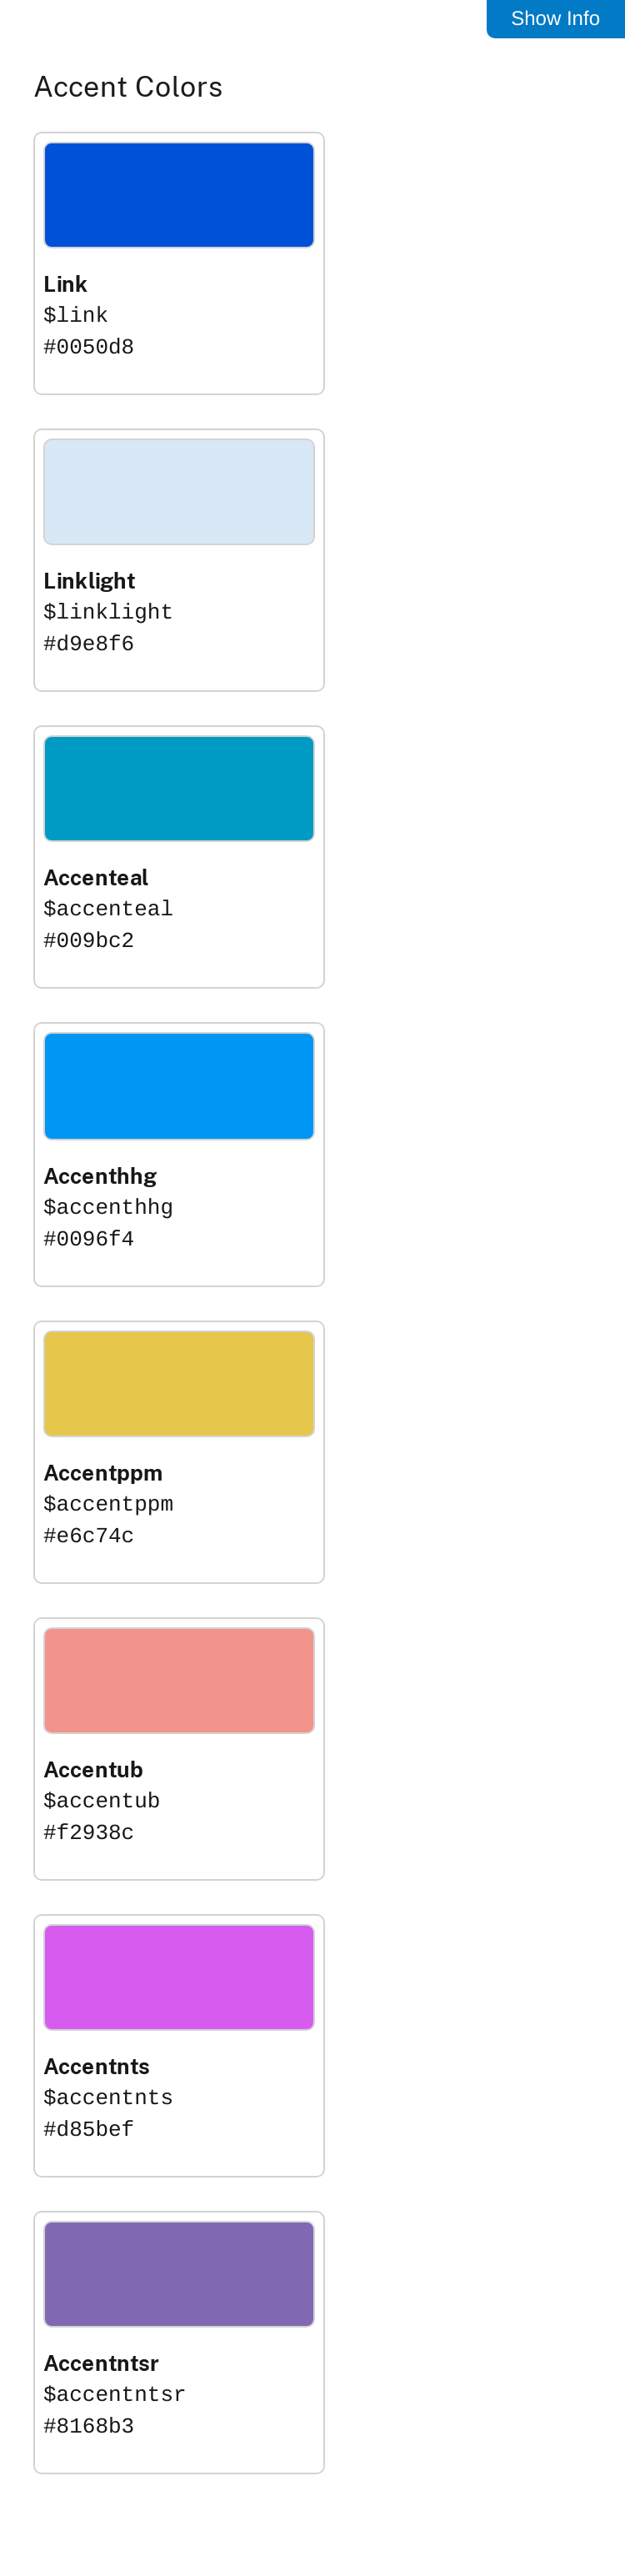 Show Info
Accent Colors
Link
$link
#0050d8
Linklight
$linklight
#d9e8f6
Accenteal
$accenteal
#009bc2
Accenthhg
$accenthhg
#0096f4
Accentppm
$accentppm
#e6c74c
Accentub
$accentub
#f2938c
Accentnts
$accentnts
#d85bef
Accentntsr
$accentntsr
#8168b3